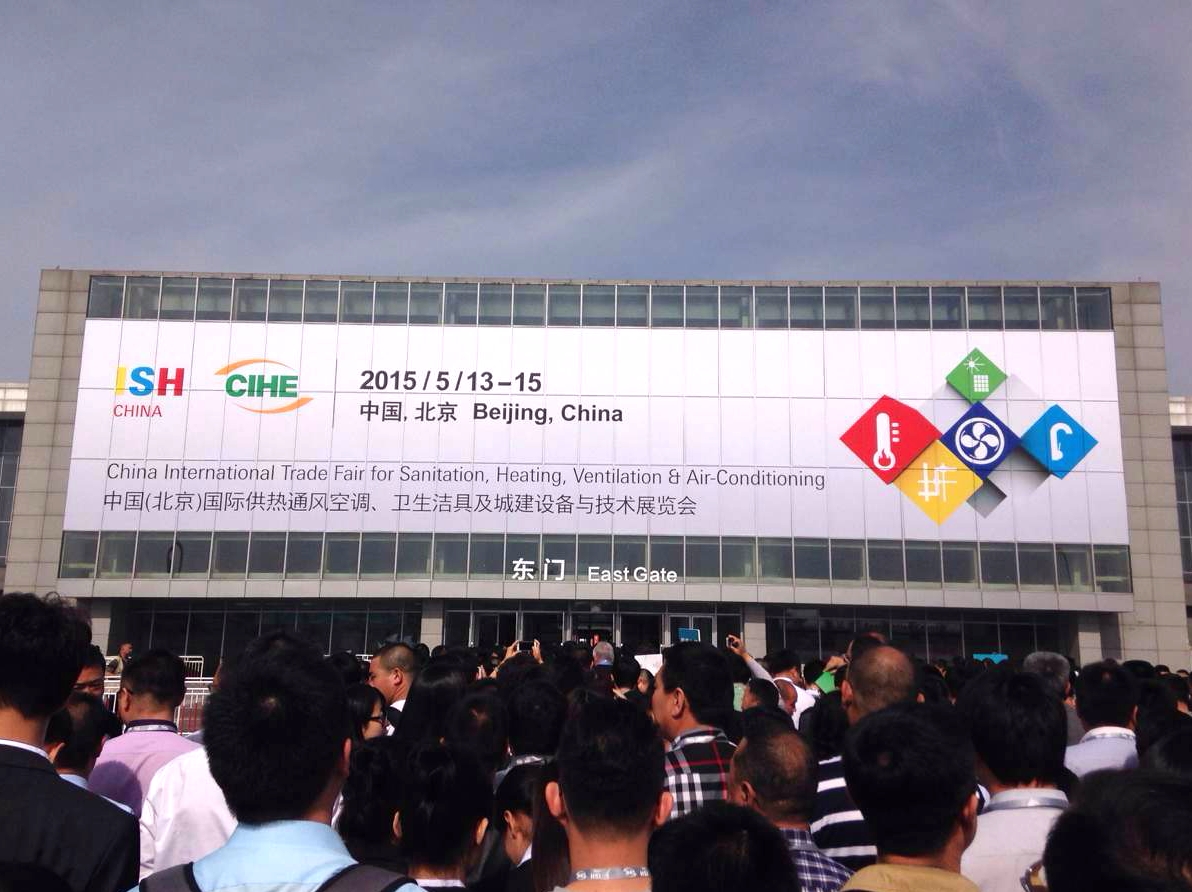 ISH
CHINA
CIHE
2015/5/13-15
中国, 北京 Beijing, China
China International Trade Fair for Sanitation, Heating, Ventilation & Air-Conditioning
中国(北京)国际供热通风空调、卫生洁具及城建设备与技术展览会
东门 East Gate